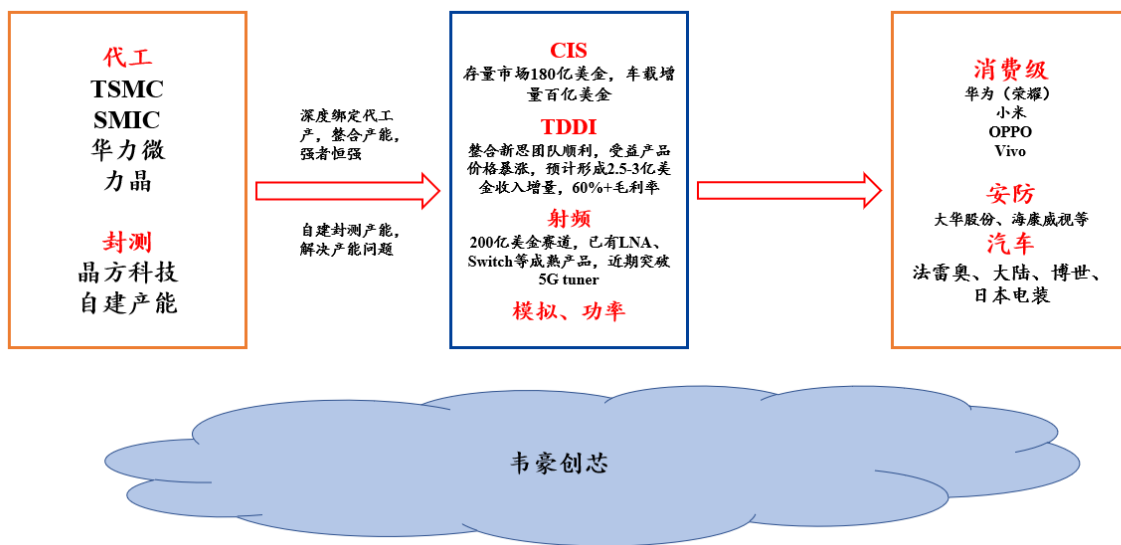 代工
TSMC
SMIC
华力微
力晶
封测
晶方科技
自建产能
深度绑定代工
产，整合产能，
强者恒强
自建封测产能，
解决产能问题
CIS
存量市场180亿美金，车载增
量百亿美金
TDDI
整合新思团队顺利，受益产品
价格暴涨，预计形成2.5-3亿美
金收入增量，60%+毛利率
射频
200亿美金赛道，已有LNA、
Switch等成熟产品，近期突破
5G tuner
模拟、功率
消费级
华为（荣耀）
小米
OPPO
Vivo
安防
大华股份、海康威视等
汽车
法雷奥、大陆、博世、
日本电装
韦豪创芯